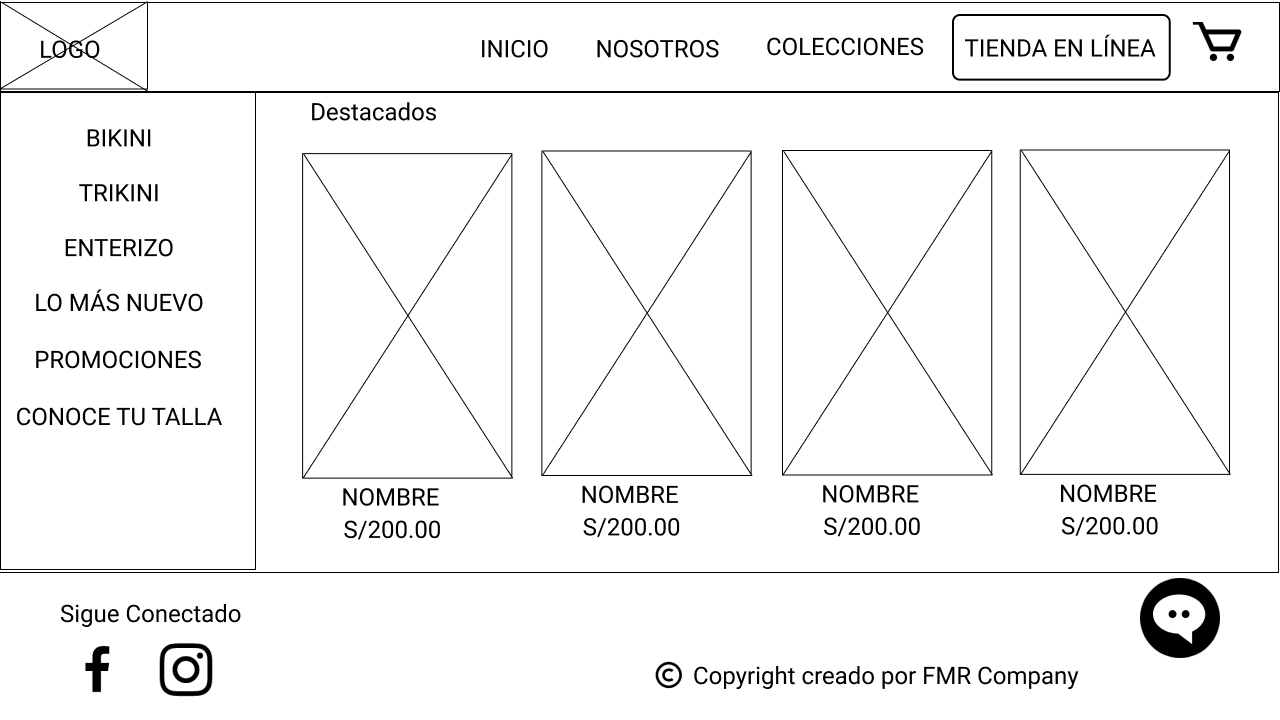 LOGO
INICIO
NOSOTROS
COLECCIONES
TIENDA EN LÍNEA
BIKINI
TRIKINI
ENTERIZO
LO MÁS NUEVO
PROMOCIONES
CONOCE TU TALLA
Destacados
NOMBRE
S/200.00
NOMBRE
S/200.00
NOMBRE
S/200.00
NOMBRE
S/200.00
Sigue Conectado
© Copyright creado por FMR Company